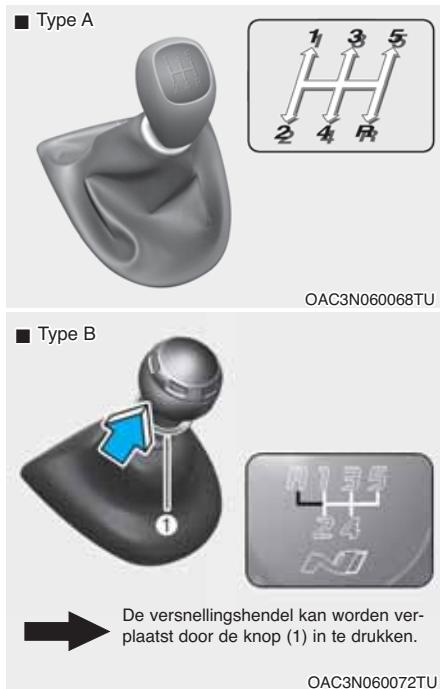 ■ Type A
1 3 5
2 4 R
OAC3N060068TU
■ Type B
1
R 1 3 5
2 4
N
De versnellingshendel kan worden ver-
plaatst door de knop (1) in te drukken.
OAC3N060072TU